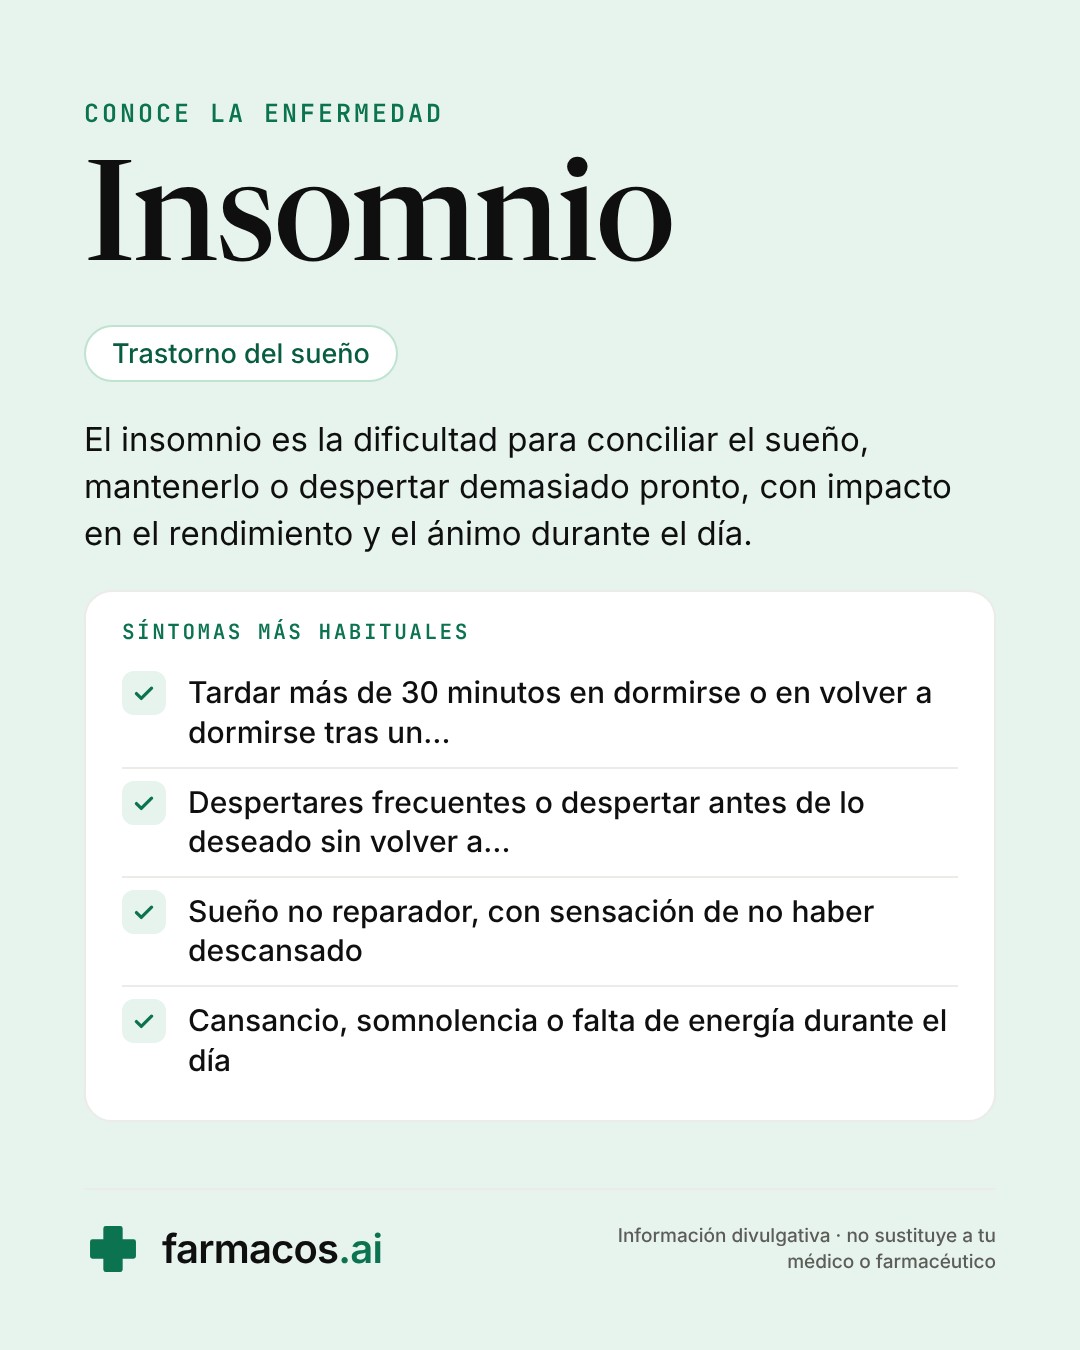 CONOCE LA ENFERMEDAD
Insomnio
Trastorno del sueño
El insomnio es la dificultad para conciliar el sueño,
mantenerlo o despertar demasiado pronto, con impacto
en el rendimiento y el ánimo durante el día.
SÍNTOMAS MÁS HABITUALES
Tardar más de 30 minutos en dormirse o en volver a
dormirse tras un…
Despertares frecuentes o despertar antes de lo
deseado sin volver a…
Sueño no reparador, con sensación de no haber
descansado
Cansancio, somnolencia o falta de energía durante el
día
farmacos.ai
Información divulgativa · no sustituye a tu
médico o farmacéutico